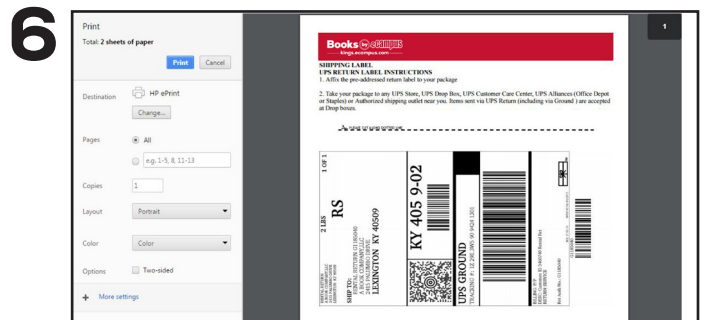 6
Print
Total: 2 sheets of paper
Print Cancel
Destination HP ePrint
Change...
Pages All
e.g. 1-5, 8, 11-13
Copies 1
Layout Portrait
Color Color
Options Two-sided
+ More settings
1
Books @ eCampus
kings.ecampus.com
SHIPPING LABEL
UPS RETURN LABEL INSTRUCTIONS
1. Affix the pre-addressed return label to your package
2. Take your package to any UPS Store, UPS Drop Box, UPS Customer Care Center, UPS Alliances (Office Depot
or Staples) or Authorized shipping outlet near you. Items sent via UPS Return (including via Ground ) are accepted
at Drop boxes.
2 LBS 1 OF 1
RS
SHIP TO:
LEXINGTON KY 40509
KY 405 9-02
UPS GROUND